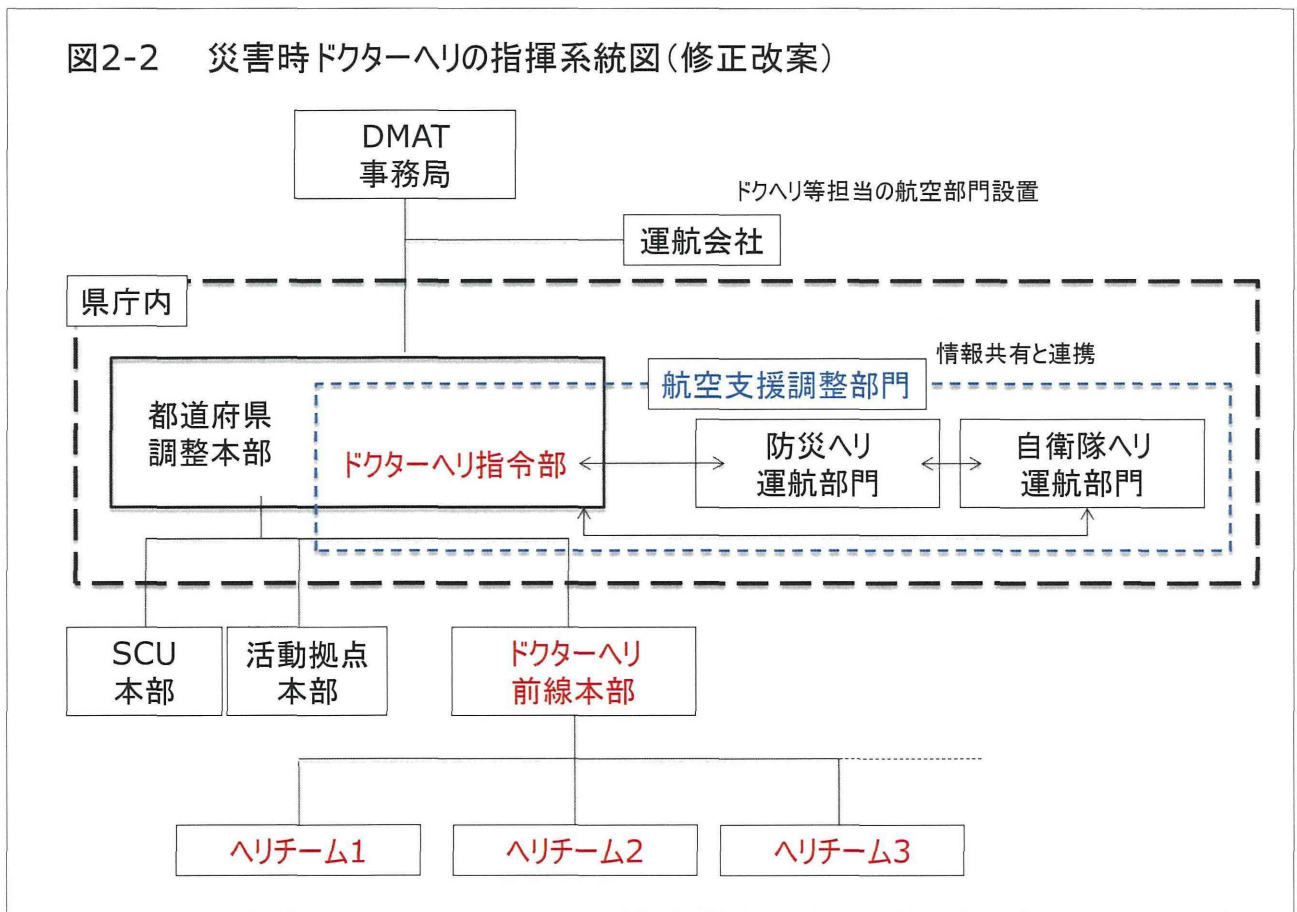 図2-2 災害時ドクターヘリの指揮系統図(修正改案)
DMAT
事務局
ドクヘリ等担当の航空部門設置
運航会社
県庁内
情報共有と連携
航空支援調整部門
都道府県
調整本部
ドクターヘリ指令部
防災ヘリ
運航部門
自衛隊ヘリ
運航部門
SCU
本部
活動拠点
本部
ドクターヘリ
前線本部
ヘリチーム1
ヘリチーム2
ヘリチーム3